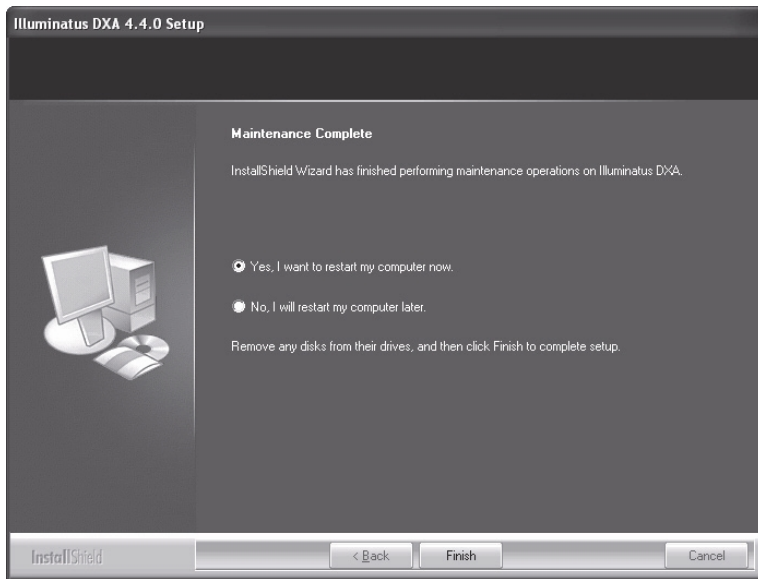 Illuminatus DXA 4.4.0 Setup
Maintenance Complete
InstallShield Wizard has finished performing maintenance operations on Illuminatus DXA.
Yes, I want to restart my computer now.
No, I will restart my computer later.
Remove any disks from their drives, and then click Finish to complete setup.
InstallShield
< Back
Finish
Cancel